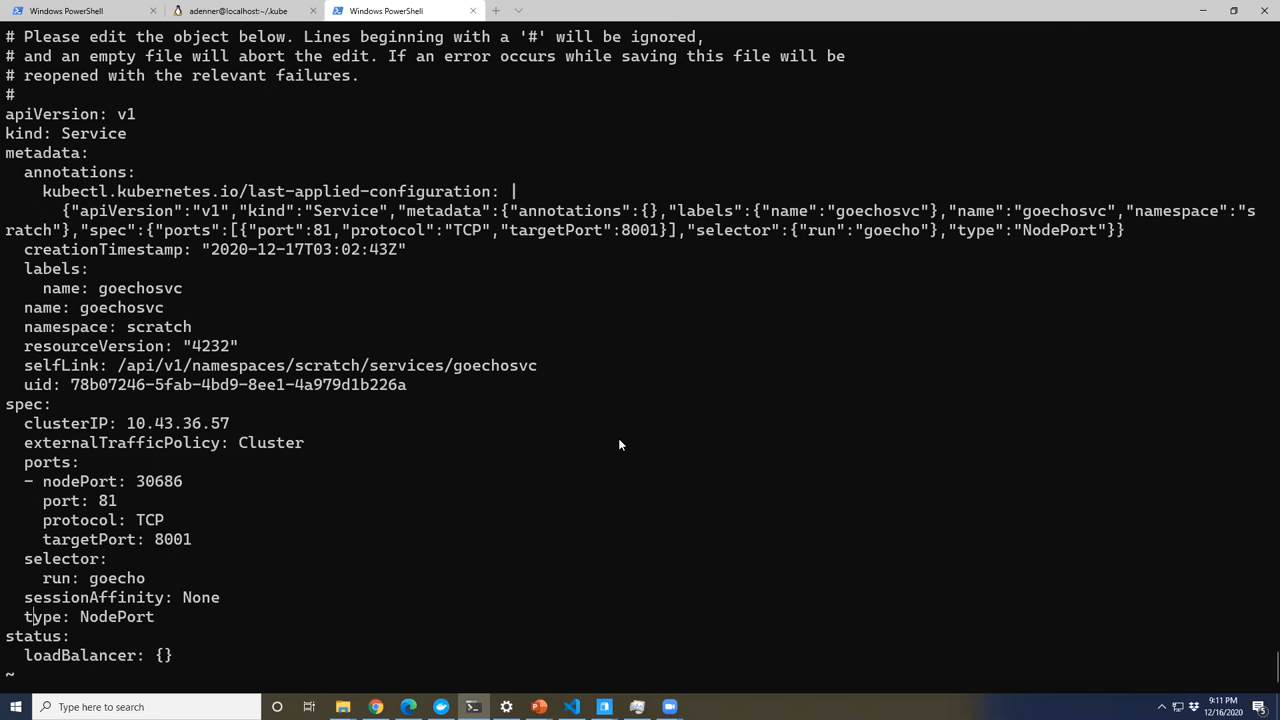 Windows PowerShell
adenner@localhost:~/.kube
Windows PowerShell
# Please edit the object below. Lines beginning with a '#' will be ignored,
# and an empty file will abort the edit. If an error occurs while saving this file will be
# reopened with the relevant failures.
#
apiVersion: v1
kind: Service
metadata:
  annotations:
    kubectl.kubernetes.io/last-applied-configuration: |
      {"apiVersion":"v1","kind":"Service","metadata":{"annotations":{},"labels":{"name":"goechosvc"},"name":"goechosvc","namespace":"s
ratch"},"spec":{"ports":[{"port":81,"protocol":"TCP","targetPort":8001}],"selector":{"run":"goecho"},"type":"NodePort"}}
  creationTimestamp: "2020-12-17T03:02:43Z"
  labels:
    name: goechosvc
  name: goechosvc
  namespace: scratch
  resourceVersion: "4232"
  selfLink: /api/v1/namespaces/scratch/services/goechosvc
  uid: 78b07246-5fab-4bd9-8ee1-4a979d1b226a
spec:
  clusterIP: 10.43.36.57
  externalTrafficPolicy: Cluster
  ports:
  - nodePort: 30686
    port: 81
    protocol: TCP
    targetPort: 8001
  selector:
    run: goecho
  sessionAffinity: None
  type: NodePort
status:
  loadBalancer: {}
~
Type here to search
9:11 PM
12/16/2020